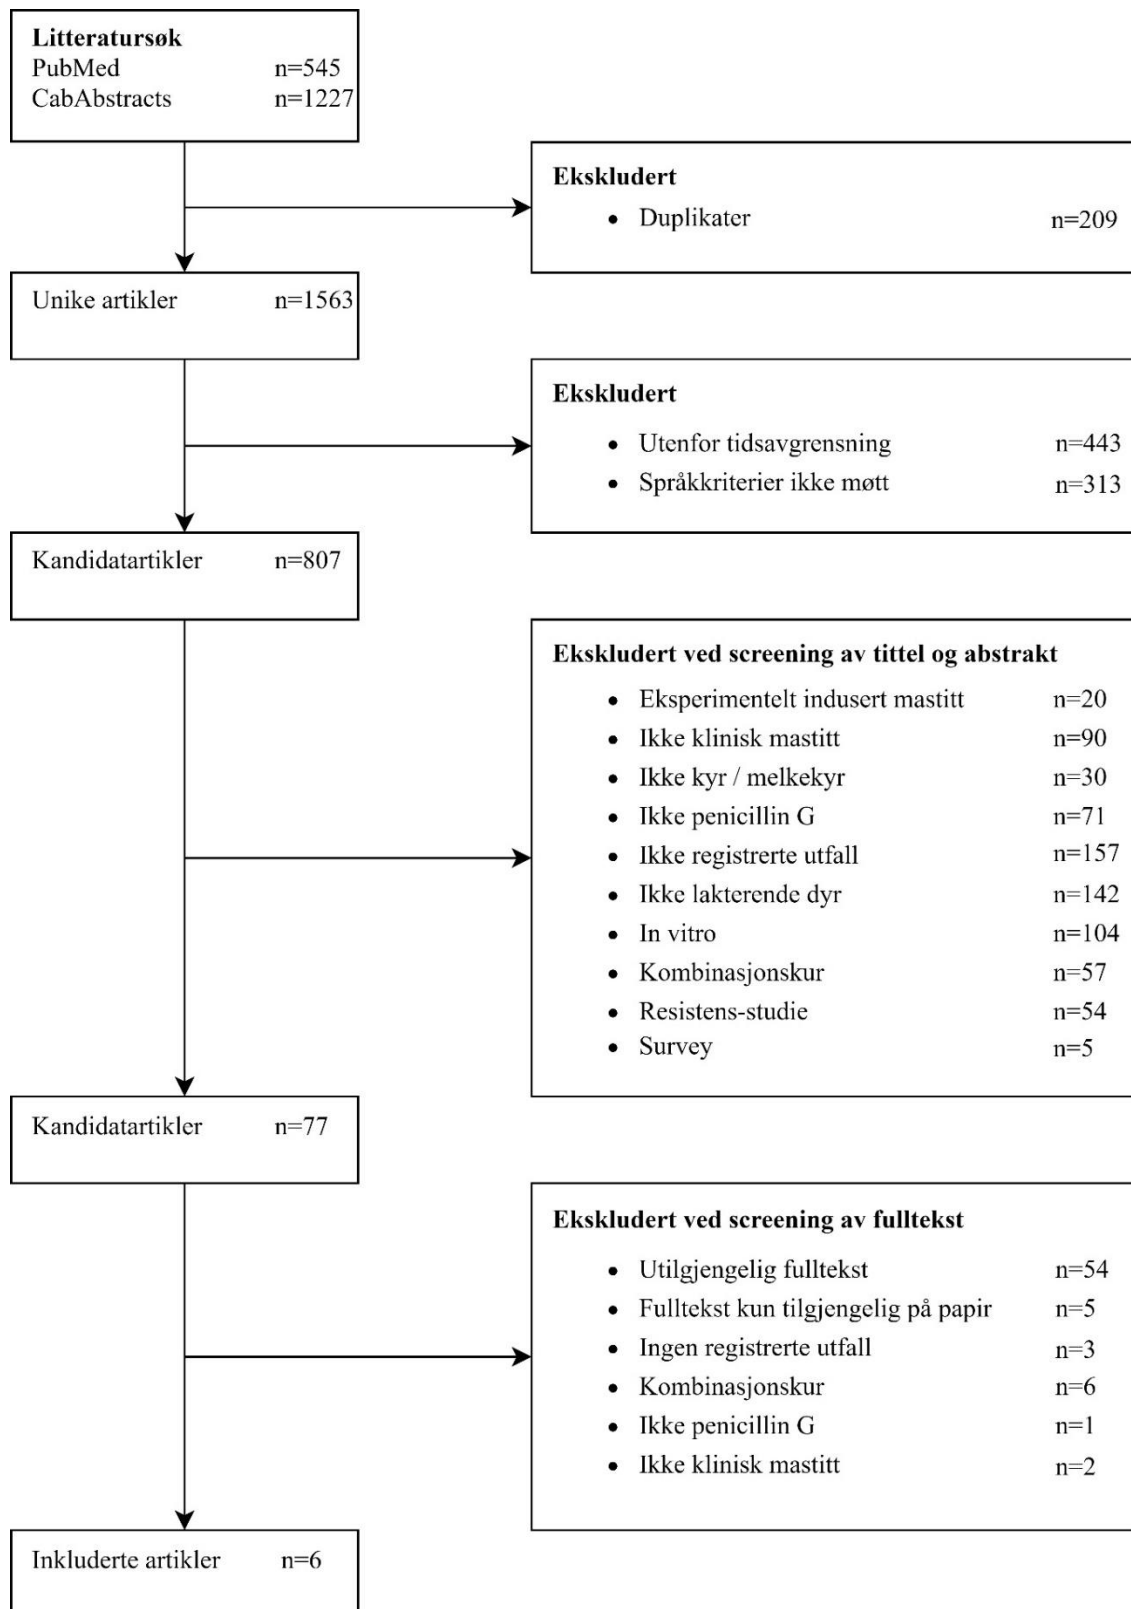 Litteratursøk
PubMed n=545
CabAbstracts n=1227
Ekskludert
• Duplikater n=209
Unike artikler n=1563
Ekskludert
• Utenfor tidsavgrensning n=443
• Språkkriterier ikke møtt n=313
Kandidatartikler n=807
Ekskludert ved screening av tittel og abstrakt
• Eksperimentelt indusert mastitt n=20
• Ikke klinisk mastitt n=90
• Ikke kyr / melkekyr n=30
• Ikke penicillin G n=71
• Ikke registrerte utfall n=157
• Ikke lakterende dyr n=142
• In vitro n=104
• Kombinasjonskur n=57
• Resistens-studie n=54
• Survey n=5
Kandidatartikler n=77
Ekskludert ved screening av fulltekst
• Utilgjengelig fulltekst n=54
• Fulltekst kun tilgjengelig på papir n=5
• Ingen registrerte utfall n=3
• Kombinasjonskur n=6
• Ikke penicillin G n=1
• Ikke klinisk mastitt n=2
Inkluderte artikler n=6